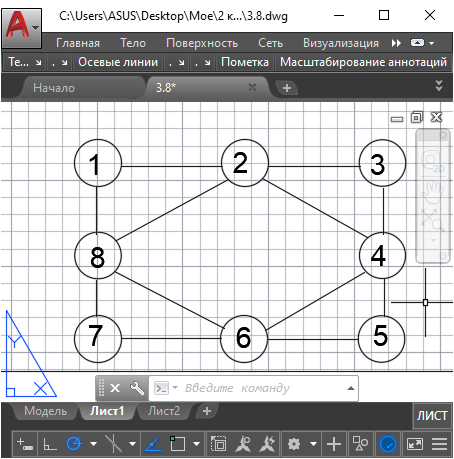 A
C:\Users\ASUS\Desktop\Мое\2 к...\3.8.dwg
Главная Тело Поверхность Сеть Визуализация
Те... Осевые линии Пометка Масштабирование аннотаций
Начало 3.8*
1 2 3
8 4
7 6 5
Y
X
Введите команду
Модель Лист1 Лист2 +
ЛИСТ